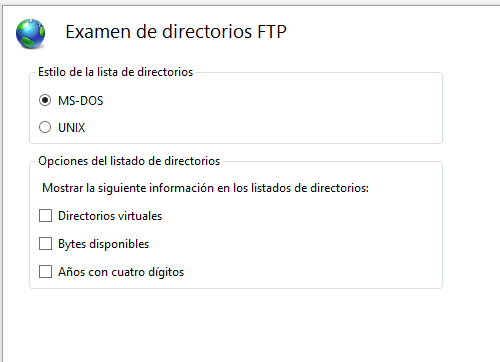 Examen de directorios FTP
Estilo de la lista de directorios
MS-DOS
UNIX
Opciones del listado de directorios
Mostrar la siguiente información en los listados de directorios:
Directorios virtuales
Bytes disponibles
Años con cuatro dígitos